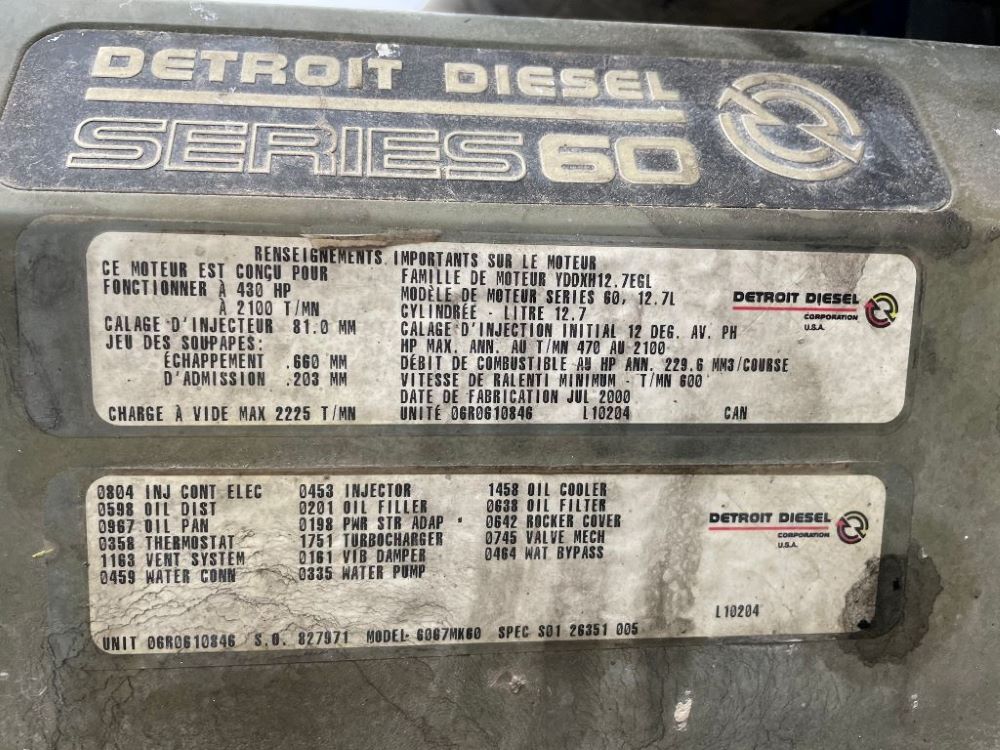 DETROIT DIESEL
SERIES 60
RENSEIGNEMENTS IMPORTANTS SUR LE MOTEUR
CE MOTEUR EST CONÇU POUR
FONCTIONNER À 430 HP
À 2100 T/MN
CALAGE D'INJECTEUR 81.0 MM
JEU DES SOUPAPES:
ÉCHAPPEMENT .660 MM
D'ADMISSION .203 MM
CHARGE À VIDE MAX 2225 T/MN
FAMILLE DE MOTEUR YDDXH12.7EGL
MODÈLE DE MOTEUR SERIES 60, 12.7L
CYLINDRÉE - LITRE 12.7
CALAGE D'INJECTION INITIAL 12 DEG. AV. PH
HP MAX. ANN. AU T/MN 470 AU 2100
DÉBIT DE COMBUSTIBLE AU HP ANN. 229.6 MM3/COURSE
VITESSE DE RALENTI MINIMUM - T/MN 600
DATE DE FABRICATION JUL 2000
UNITÉ 06R0610846 L10204 CAN
DETROIT DIESEL
CORPORATION
U.S.A.
0804 INJ CONT ELEC
0598 OIL DIST
0967 OIL PAN
0358 THERMOSTAT
1163 VENT SYSTEM
0459 WATER CONN
0453 INJECTOR
0201 OIL FILLER
0198 PWR STR ADAP
1751 TURBOCHARGER
0161 VIB DAMPER
0335 WATER PUMP
1458 OIL COOLER
0638 OIL FILTER
0642 ROCKER COVER
0745 VALVE MECH
0464 WAT BYPASS
DETROIT DIESEL
CORPORATION
U.S.A.
L10204
UNIT 06R0610846 S.O. 827971 MODEL- 6067MK60 SPEC S01 26351 005